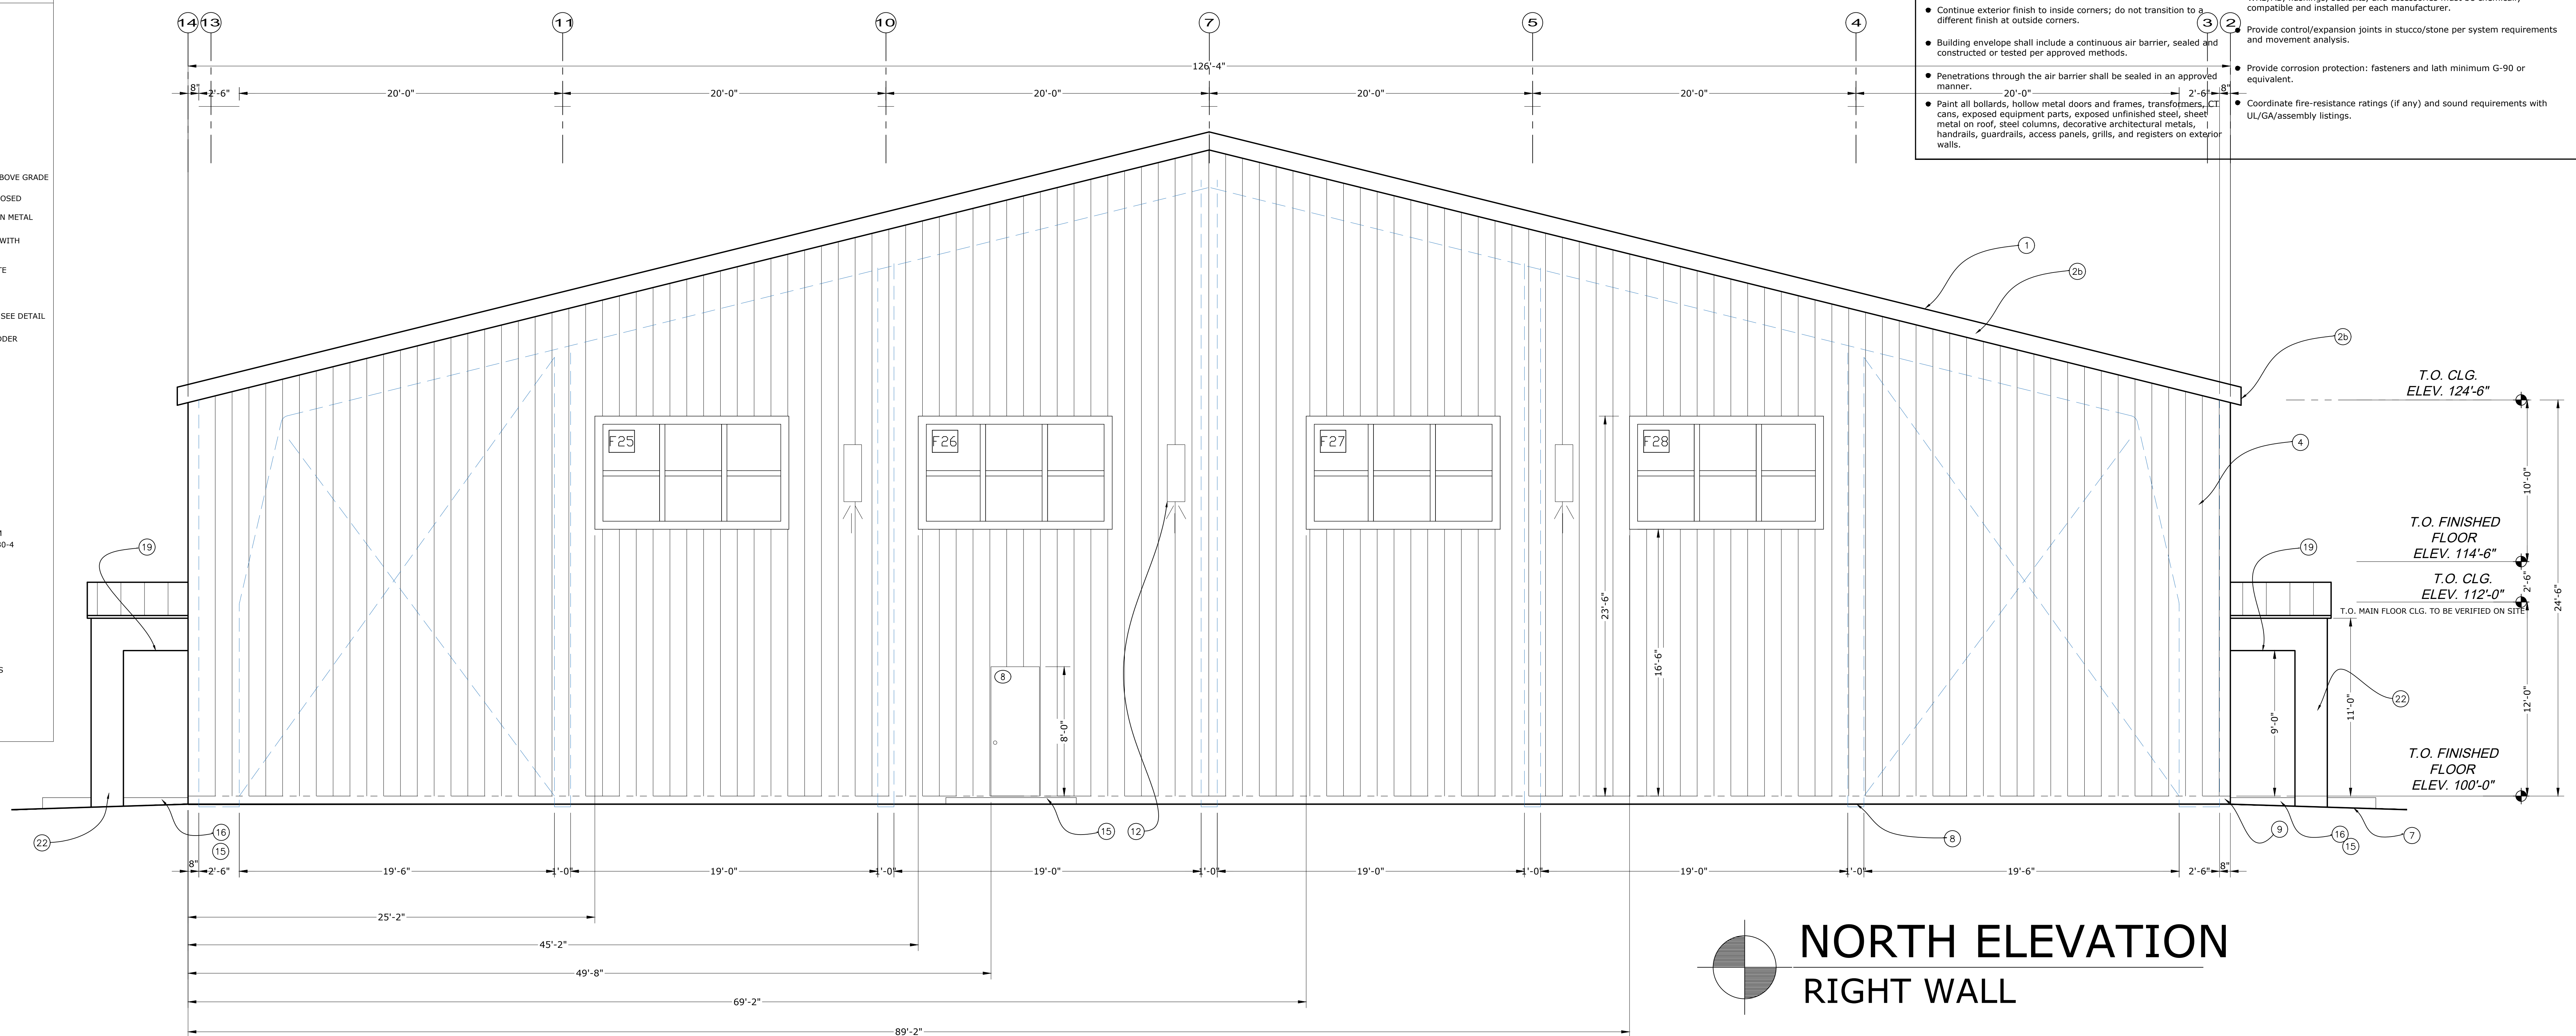 14 13 11 10 7 5 4 3 2
Continue exterior finish to inside corners; do not transition to a
different finish at outside corners.
Building envelope shall include a continuous air barrier, sealed and
constructed or tested per approved methods.
Penetrations through the air barrier shall be sealed in an approved
manner.
Paint all bollards, hollow metal doors and frames, transformers, CT
cans, exposed equipment parts, exposed unfinished steel, sheet
metal on roof, steel columns, decorative architectural metals,
handrails, guardrails, access panels, grills, and registers on exterior
walls.
compatible and installed per each manufacturer.
Provide control/expansion joints in stucco/stone per system requirements
and movement analysis.
Provide corrosion protection: fasteners and lath minimum G-90 or
equivalent.
Coordinate fire-resistance ratings (if any) and sound requirements with
UL/GA/assembly listings.
126'-4"
8" 2'-6" 20'-0" 20'-0" 20'-0" 20'-0" 20'-0" 20'-0" 2'-6" 8"
BOVE GRADE
OSED
N METAL
WITH
TE
SEE DETAIL
DDER
30-4
S
1
2b
2b
T.O. CLG.
ELEV. 124'-6"
4
F25 F26 F27 F28
10'-0"
T.O. FINISHED
FLOOR
ELEV. 114'-6"
19
19
T.O. CLG.
ELEV. 112'-0"
2'-6"
24'-6"
T.O. MAIN FLOOR CLG. TO BE VERIFIED ON SITE
23'-6"
16'-6"
8
8'-0"
9'-0"
11'-0"
12'-0"
22
T.O. FINISHED
FLOOR
ELEV. 100'-0"
22
16
15
15
12
8
9
16
15
7
8" 2'-6" 19'-6" 1'-0" 19'-0" 1'-0" 19'-0" 1'-0" 19'-0" 1'-0" 19'-0" 1'-0" 19'-6" 2'-6" 8"
25'-2"
45'-2"
49'-8"
69'-2"
89'-2"
NORTH ELEVATION
RIGHT WALL